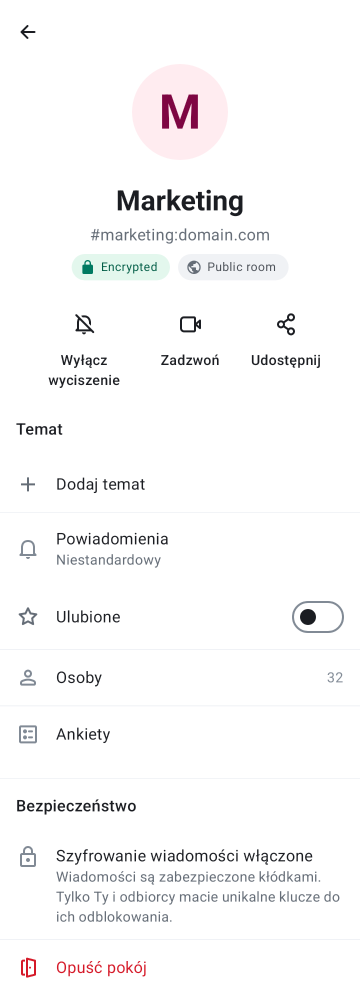 M
Marketing
#marketing:domain.com
Encrypted
Public room
Wyłącz
wyciszenie
Zadzwoń
Udostępnij
Temat
Dodaj temat
Powiadomienia
Niestandardowy
Ulubione
Osoby
32
Ankiety
Bezpieczeństwo
Szyfrowanie wiadomości włączone
Wiadomości są zabezpieczone kłódkami.
Tylko Ty i odbiorcy macie unikalne klucze do
ich odblokowania.
Opuść pokój